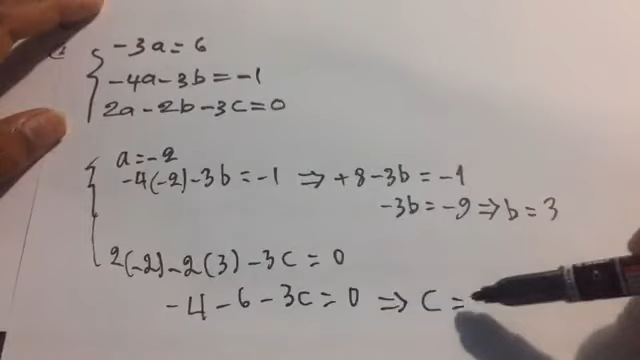 -3a=6
-4a-3b=-1
2a-2b-3c=0
a=-2
-4(-2)-3b=-1 ⇒ +8-3b=-1
-3b=-9 ⇒ b=3
2(-2)-2(3)-3c=0
-4-6-3c=0 ⇒ c=